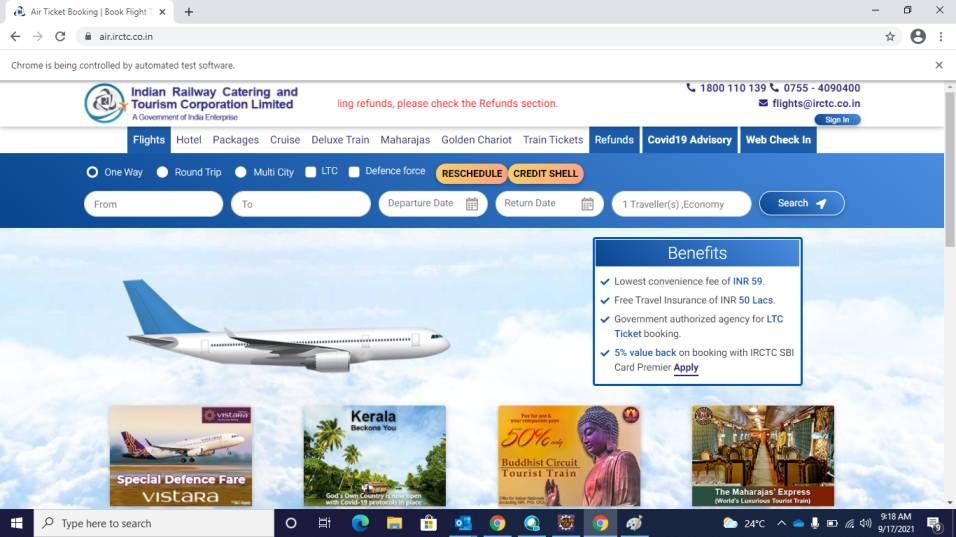 Air Ticket Booking | Book Flight T
air.irctc.co.in
Chrome is being controlled by automated test software.
Indian Railway Catering and
Tourism Corporation Limited
A Government of India Enterprise
ling refunds, please check the Refunds section.
1800 110 139 0755 - 4090400
flights@irctc.co.in
Sign In
Flights Hotel Packages Cruise Deluxe Train Maharajas Golden Chariot Train Tickets Refunds Covid19 Advisory Web Check In
One Way Round Trip Multi City LTC Defence force RESCHEDULE CREDIT SHELL
From To Departure Date Return Date 1 Traveller(s) ,Economy Search
Benefits
Lowest convenience fee of INR 59.
Free Travel Insurance of INR 50 Lacs.
Government authorized agency for LTC
Ticket booking.
5% value back on booking with IRCTC SBI
Card Premier Apply
vistara
Special Defence Fare
VISTARA
Kerala
Beckons You
God's Own Country is now open
with Covid-19 protocols in place
Pay for one &
your companion pays
50% only
Buddhist Circuit
Tourist Train
The Maharajas' Express
(World's Luxurious Tourist Train)
Type here to search
24°C
9:18 AM
9/17/2021
9